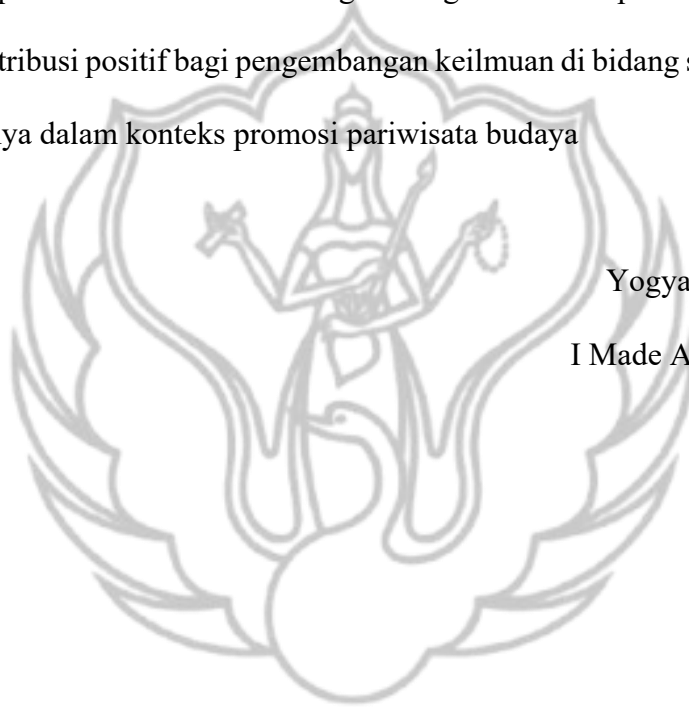 tribusi positif bagi pengembangan keilmuan di bidang
ya dalam konteks promosi pariwisata budaya
Yogya
I Made A